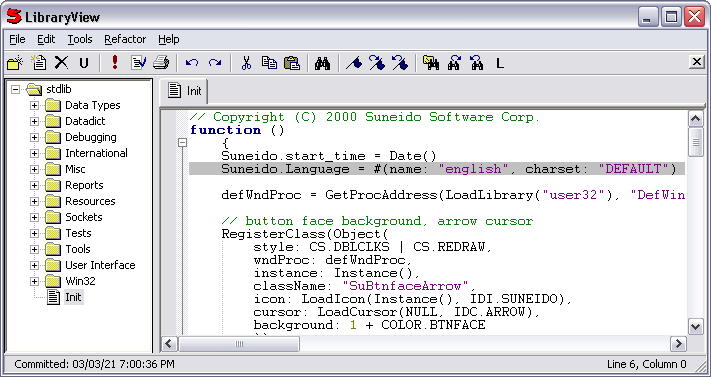 LibraryView
File Edit Tools Refactor Help
U L
stdlib
Data Types
Datadict
Debugging
International
Misc
Reports
Resources
Sockets
Tests
Tools
User Interface
Win32
Init
Init
// Copyright (C) 2000 Suneido Software Corp.
function ()
{
Suneido.start_time = Date()
Suneido.Language = #(name: "english", charset: "DEFAULT")
defWndProc = GetProcAddress(LoadLibrary("user32"), "DefWin
// button face background, arrow cursor
RegisterClass(Object(
style: CS.DBLCLKS | CS.REDRAW,
wndProc: defWndProc,
instance: Instance(),
className: "SuBtnfaceArrow",
icon: LoadIcon(Instance(), IDI.SUNEIDO),
cursor: LoadCursor(NULL, IDC.ARROW),
background: 1 + COLOR.BTNFACE
Committed: 03/03/21 7:00:36 PM
Line 6, Column 0